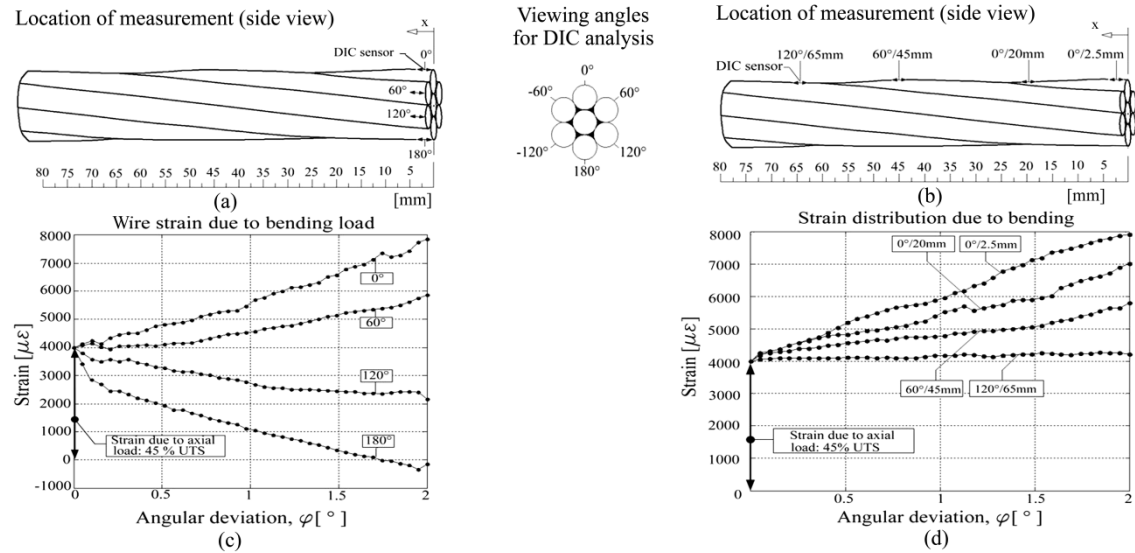 Location of measurement (side view)
x
DIC sensor
0°
60°
120°
180°
80 75 70 65 60 55 50 45 40 35 30 25 20 15 10 5
[mm]
(a)
Viewing angles
for DIC analysis
0°
-60° 60°
-120° 120°
180°
Location of measurement (side view)
x
120°/65mm 60°/45mm 0°/20mm 0°/2.5mm
DIC sensor
80 75 70 65 60 55 50 45 40 35 30 25 20 15 10 5
[mm]
(b)
Wire strain due to bending load
8000
7000
6000
5000
4000
3000
2000
1000
0
-1000
Strain [με]
0°
60°
120°
180°
Strain due to axial
load: 45 % UTS
0 0.5 1 1.5 2
Angular deviation, φ[ ° ]
(c)
Strain distribution due to bending
8000
7000
6000
5000
4000
3000
2000
1000
0
Strain [με]
0°/20mm 0°/2.5mm
60°/45mm 120°/65mm
Strain due to axial
load: 45 % UTS
0.5 1 1.5 2
Angular deviation, φ[ ° ]
(d)